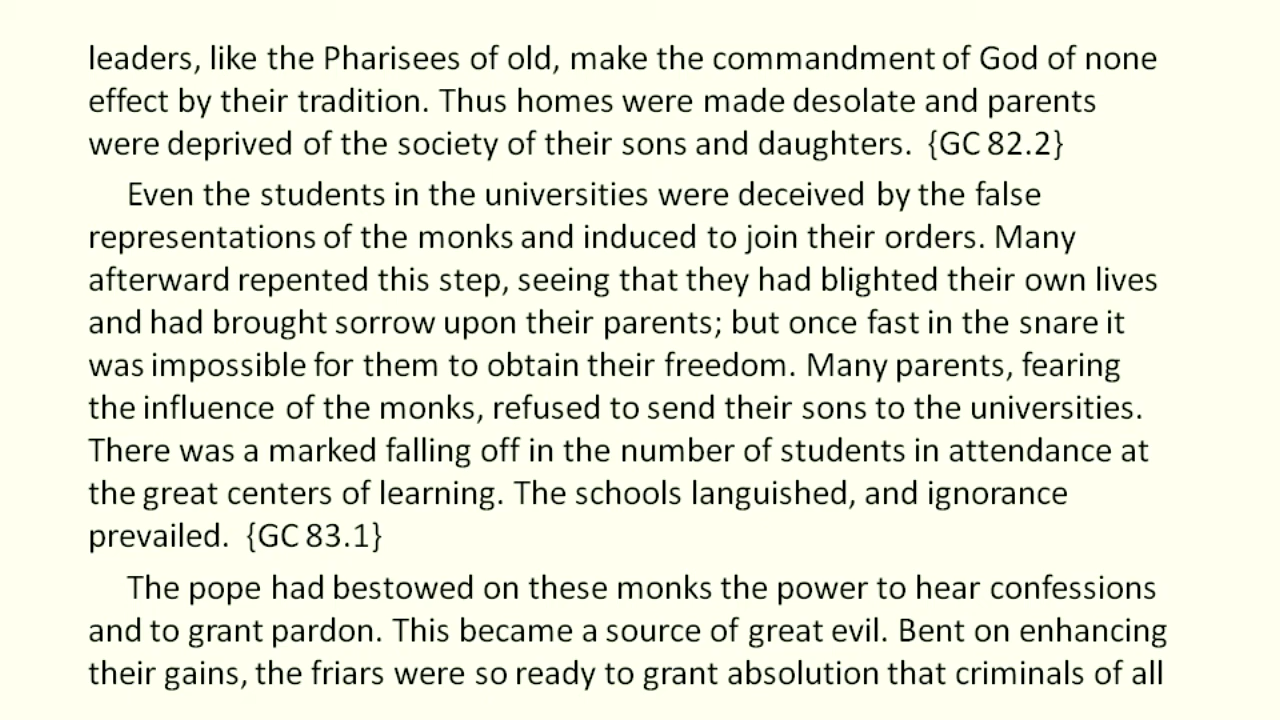 leaders, like the Pharisees of old, make the commandment of God of none
effect by their tradition. Thus homes were made desolate and parents
were deprived of the society of their sons and daughters.  {GC 82.2}
Even the students in the universities were deceived by the false
representations of the monks and induced to join their orders. Many
afterward repented this step, seeing that they had blighted their own lives
and had brought sorrow upon their parents; but once fast in the snare it
was impossible for them to obtain their freedom. Many parents, fearing
the influence of the monks, refused to send their sons to the universities.
There was a marked falling off in the number of students in attendance at
the great centers of learning. The schools languished, and ignorance
prevailed.  {GC 83.1}
The pope had bestowed on these monks the power to hear confessions
and to grant pardon. This became a source of great evil. Bent on enhancing
their gains, the friars were so ready to grant absolution that criminals of all